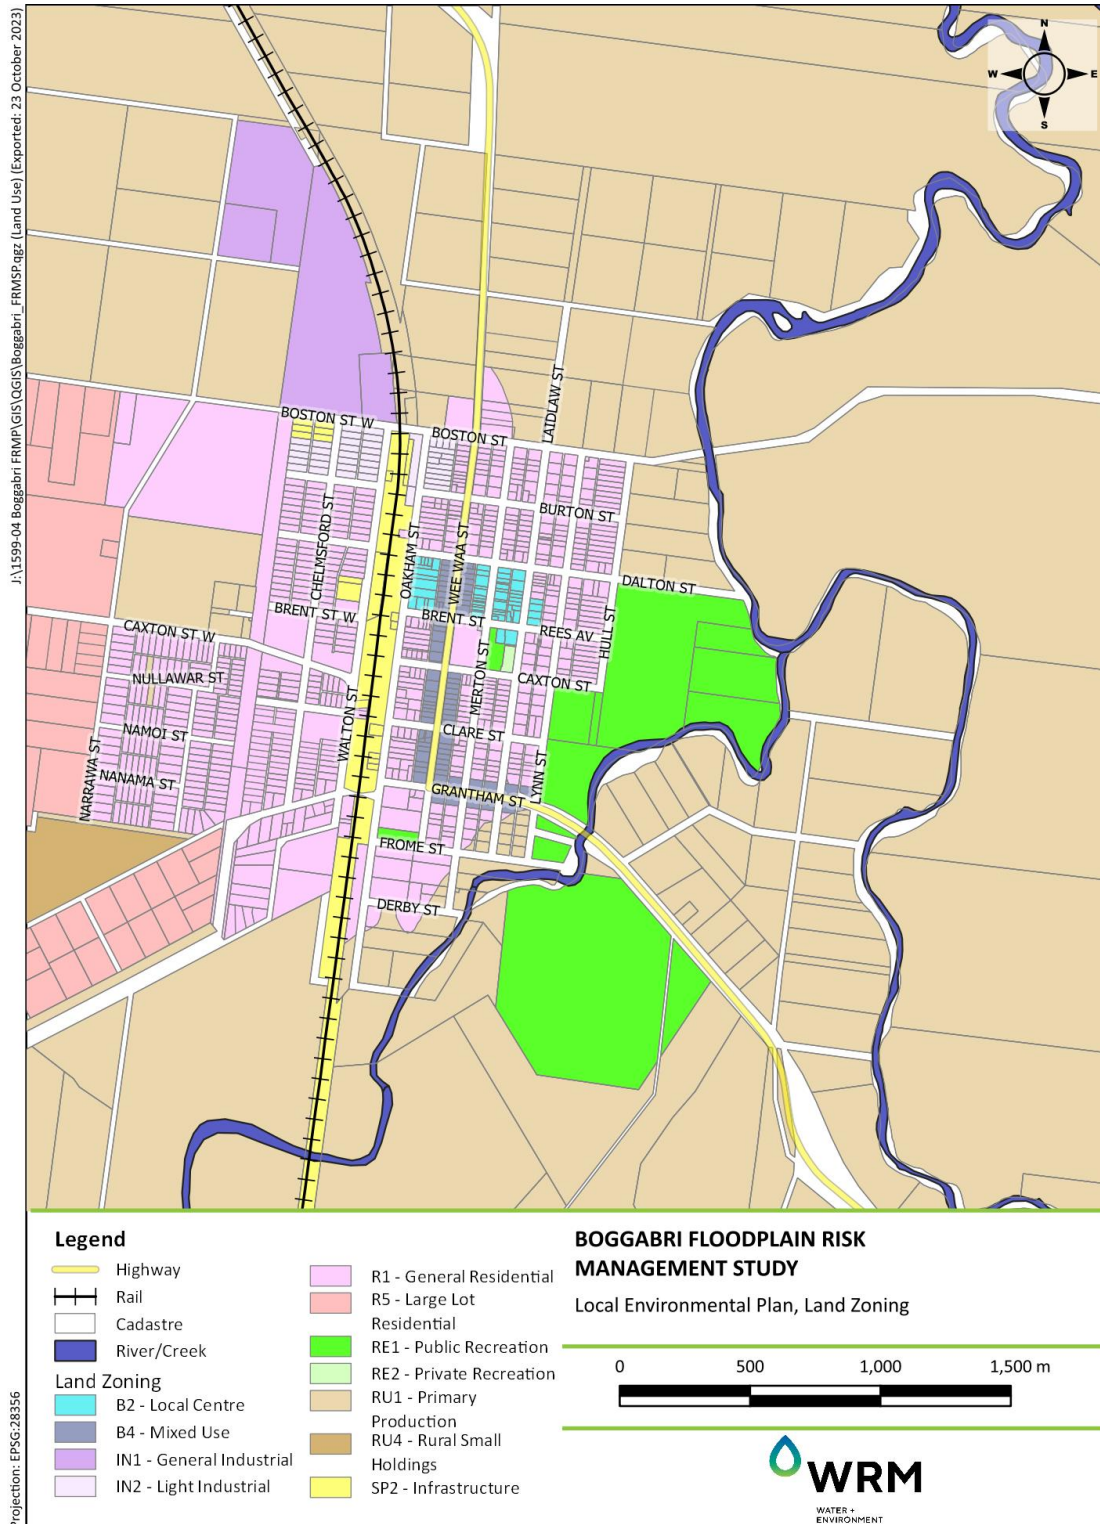 J:\1599-04 Boggabri FRMP\GIS\QGIS\Boggabri_FRMSP.qgz (Land Use) (Exported: 23 October 2023)
Projection: EPSG:28356
N
W
E
S
LAIDLAW ST
BOSTON ST W
BOSTON ST
BURTON ST
CHELMSFORD ST
OAKHAM ST
WEE WAA ST
DALTON ST
BRENT ST W
BRENT ST
REES AV
HULL ST
CAXTON ST W
NULLAWAR ST
MERTON ST
CAXTON ST
NAMOI ST
WALTON ST
CLARE ST
NARRAWA ST
NANAMA ST
LYNN ST
GRANTHAM ST
FROME ST
DERBY ST
Legend
Highway
Rail
Cadastre
River/Creek
Land Zoning
B2 - Local Centre
B4 - Mixed Use
IN1 - General Industrial
IN2 - Light Industrial
R1 - General Residential
R5 - Large Lot
Residential
RE1 - Public Recreation
RE2 - Private Recreation
RU1 - Primary
Production
RU4 - Rural Small
Holdings
SP2 - Infrastructure
BOGGABRI FLOODPLAIN RISK
MANAGEMENT STUDY
Local Environmental Plan, Land Zoning
0 500 1,000 1,500 m
WRM
WATER +
ENVIRONMENT